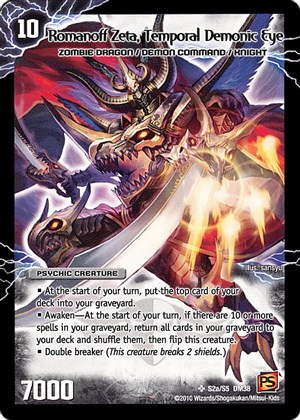 10
Romanoff Zeta, Temporal Demonic Eye
ZOMBIE DRAGON / DEMON COMMAND / KNIGHT
illus. sansyu
PSYCHIC CREATURE
■ At the start of your turn, put the top card of your
deck into your graveyard.
■ Awaken—At the start of your turn, if there are 10 or more
spells in your graveyard, return all cards in your graveyard to
your deck and shuffle them, then flip this creature.
■ Double breaker (This creature breaks 2 shields.)
7000
S2a/S5 DM38
©2010 Wizards/Shogakukan/Mitsui-Kids
PS